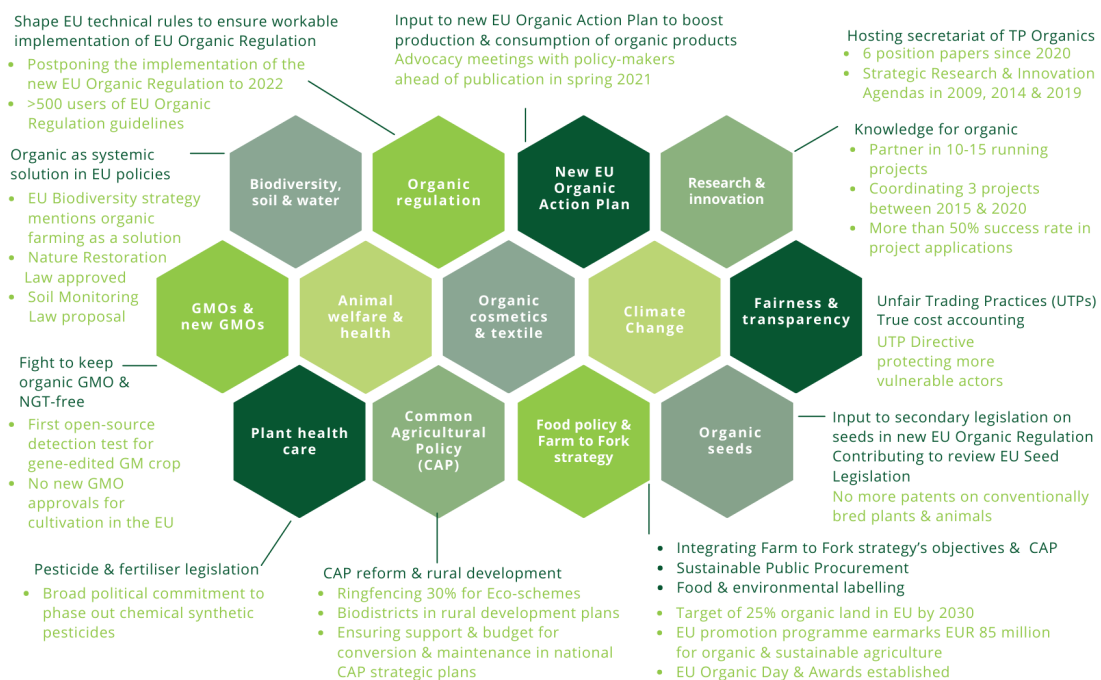 Shape EU technical rules to ensure workable
implementation of EU Organic Regulation
• Postponing the implementation of the
new EU Organic Regulation to 2022
• >500 users of EU Organic
Regulation guidelines
Input to new EU Organic Action Plan to boost
production & consumption of organic products
Advocacy meetings with policy-makers
ahead of publication in spring 2021
Hosting secretariat of TP Organics
• 6 position papers since 2020
• Strategic Research & Innovation
Agendas in 2009, 2014 & 2019
Knowledge for organic
• Partner in 10-15 running
projects
• Coordinating 3 projects
between 2015 & 2020
• More than 50% success rate in
project applications
Organic as systemic
solution in EU policies
• EU Biodiversity strategy
mentions organic
farming as a solution
• Nature Restoration
Law approved
• Soil Monitoring
Law proposal
Biodiversity,
soil & water
Organic
regulation
New EU
Organic
Action Plan
Research &
innovation
GMOs &
new GMOs
Animal
welfare &
health
Organic
cosmetics
& textile
Climate
Change
Fairness &
transparency
Unfair Trading Practices (UTPs)
True cost accounting
UTP Directive
protecting more
vulnerable actors
Fight to keep
organic GMO &
NGT-free
• First open-source
detection test for
gene-edited GM crop
• No new GMO
approvals for
cultivation in the EU
Plant health
care
Common
Agricultural
Policy
(CAP)
Food policy &
Farm to Fork
strategy
Organic
seeds
Input to secondary legislation on
seeds in new EU Organic Regulation
Contributing to review EU Seed
Legislation
No more patents on conventionally
bred plants & animals
Pesticide & fertiliser legislation
• Broad political commitment to
phase out chemical synthetic
pesticides
CAP reform & rural development
• Ringfencing 30% for Eco-schemes
• Biodistricts in rural development plans
• Ensuring support & budget for
conversion & maintenance in national
CAP strategic plans
• Integrating Farm to Fork strategy's objectives & CAP
• Sustainable Public Procurement
• Food & environmental labelling
• Target of 25% organic land in EU by 2030
• EU promotion programme earmarks EUR 85 million
for organic & sustainable agriculture
• EU Organic Day & Awards established